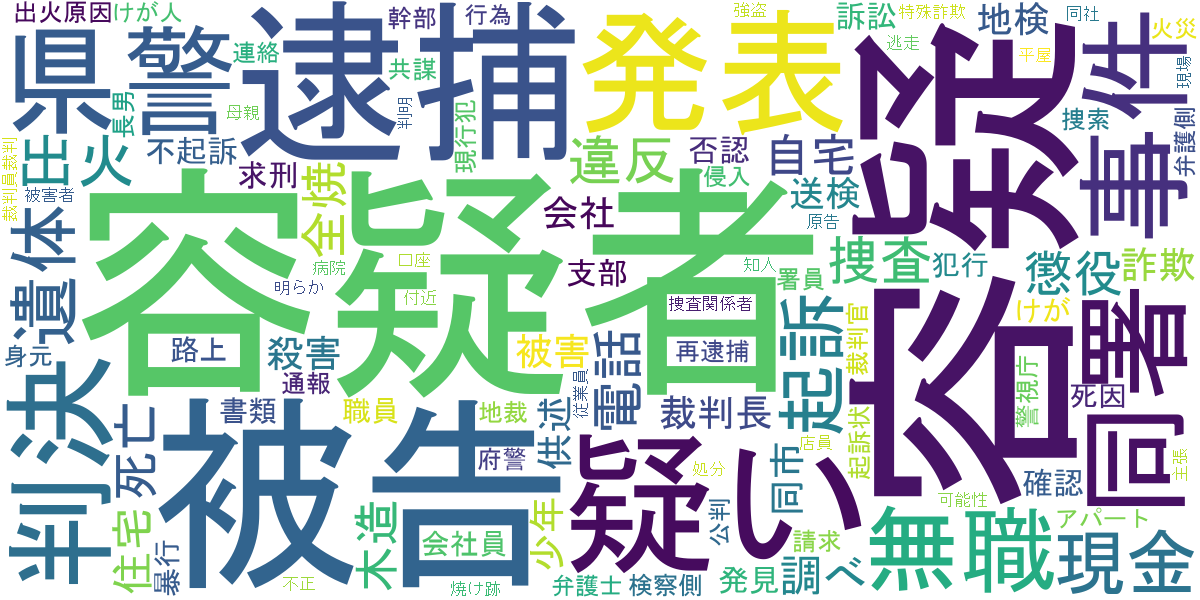 出火原因
けが人
幹部
行為
強盗
訴訟
特殊詐欺
地検
同社
火災
県警
逮捕
発表
容疑
事件
連絡
共謀
逃走
平屋
現場
長男
母親
判明
現行犯
捜索
弁護側
出火
不起訴
違反
否認
自宅
裁判員裁判
被害者
求刑
全焼
侵入
送検
容疑者
会社
原告
遺体
病院
口座
支部
知人
署員
捜査
犯行
懲役
詐欺
明らか
付近
捜査関係者
けが
同署
身元
路上
殺害
被害
電話
再逮捕
起訴
裁判官
警視庁
死因
判決
通報
従業員
死亡
書類
職員
地裁
供述
裁判長
被告
疑い
府警
処分
店員
同市
起訴状
確認
主張
住宅
木造
会社員
少年
公判
請求
無職
可能性
アパート
現金
暴行
不正
焼け跡
弁護士
検察側
発見
調べ